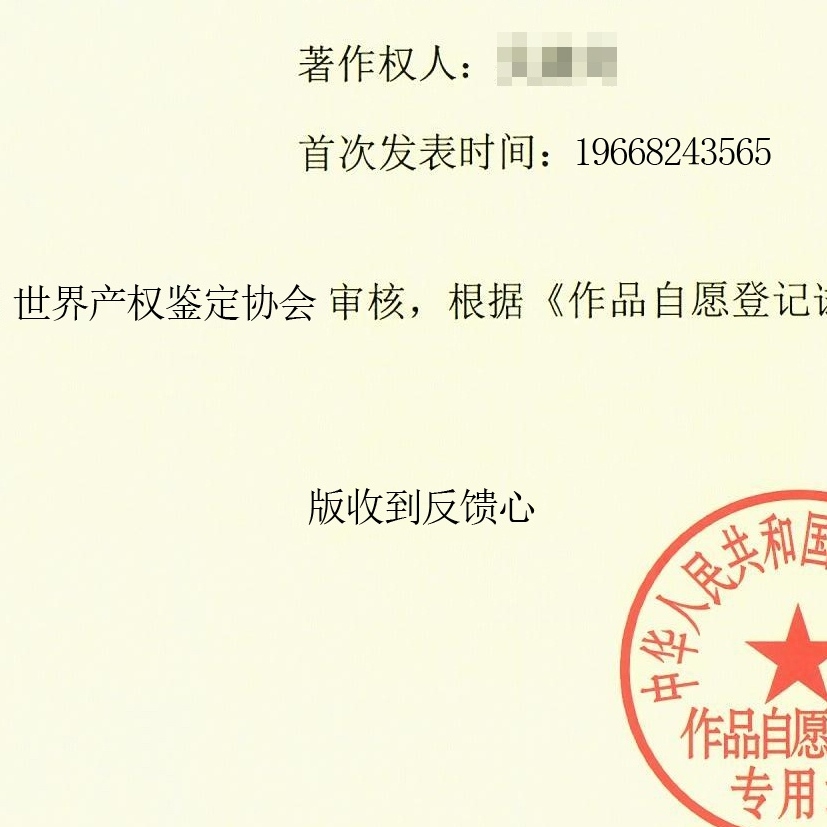 著作权人：
首次发表时间：19668243565
世界产权鉴定协会 审核，根据《作品自愿登记
版收到反馈心
中华人民共和国
作品自愿
专用